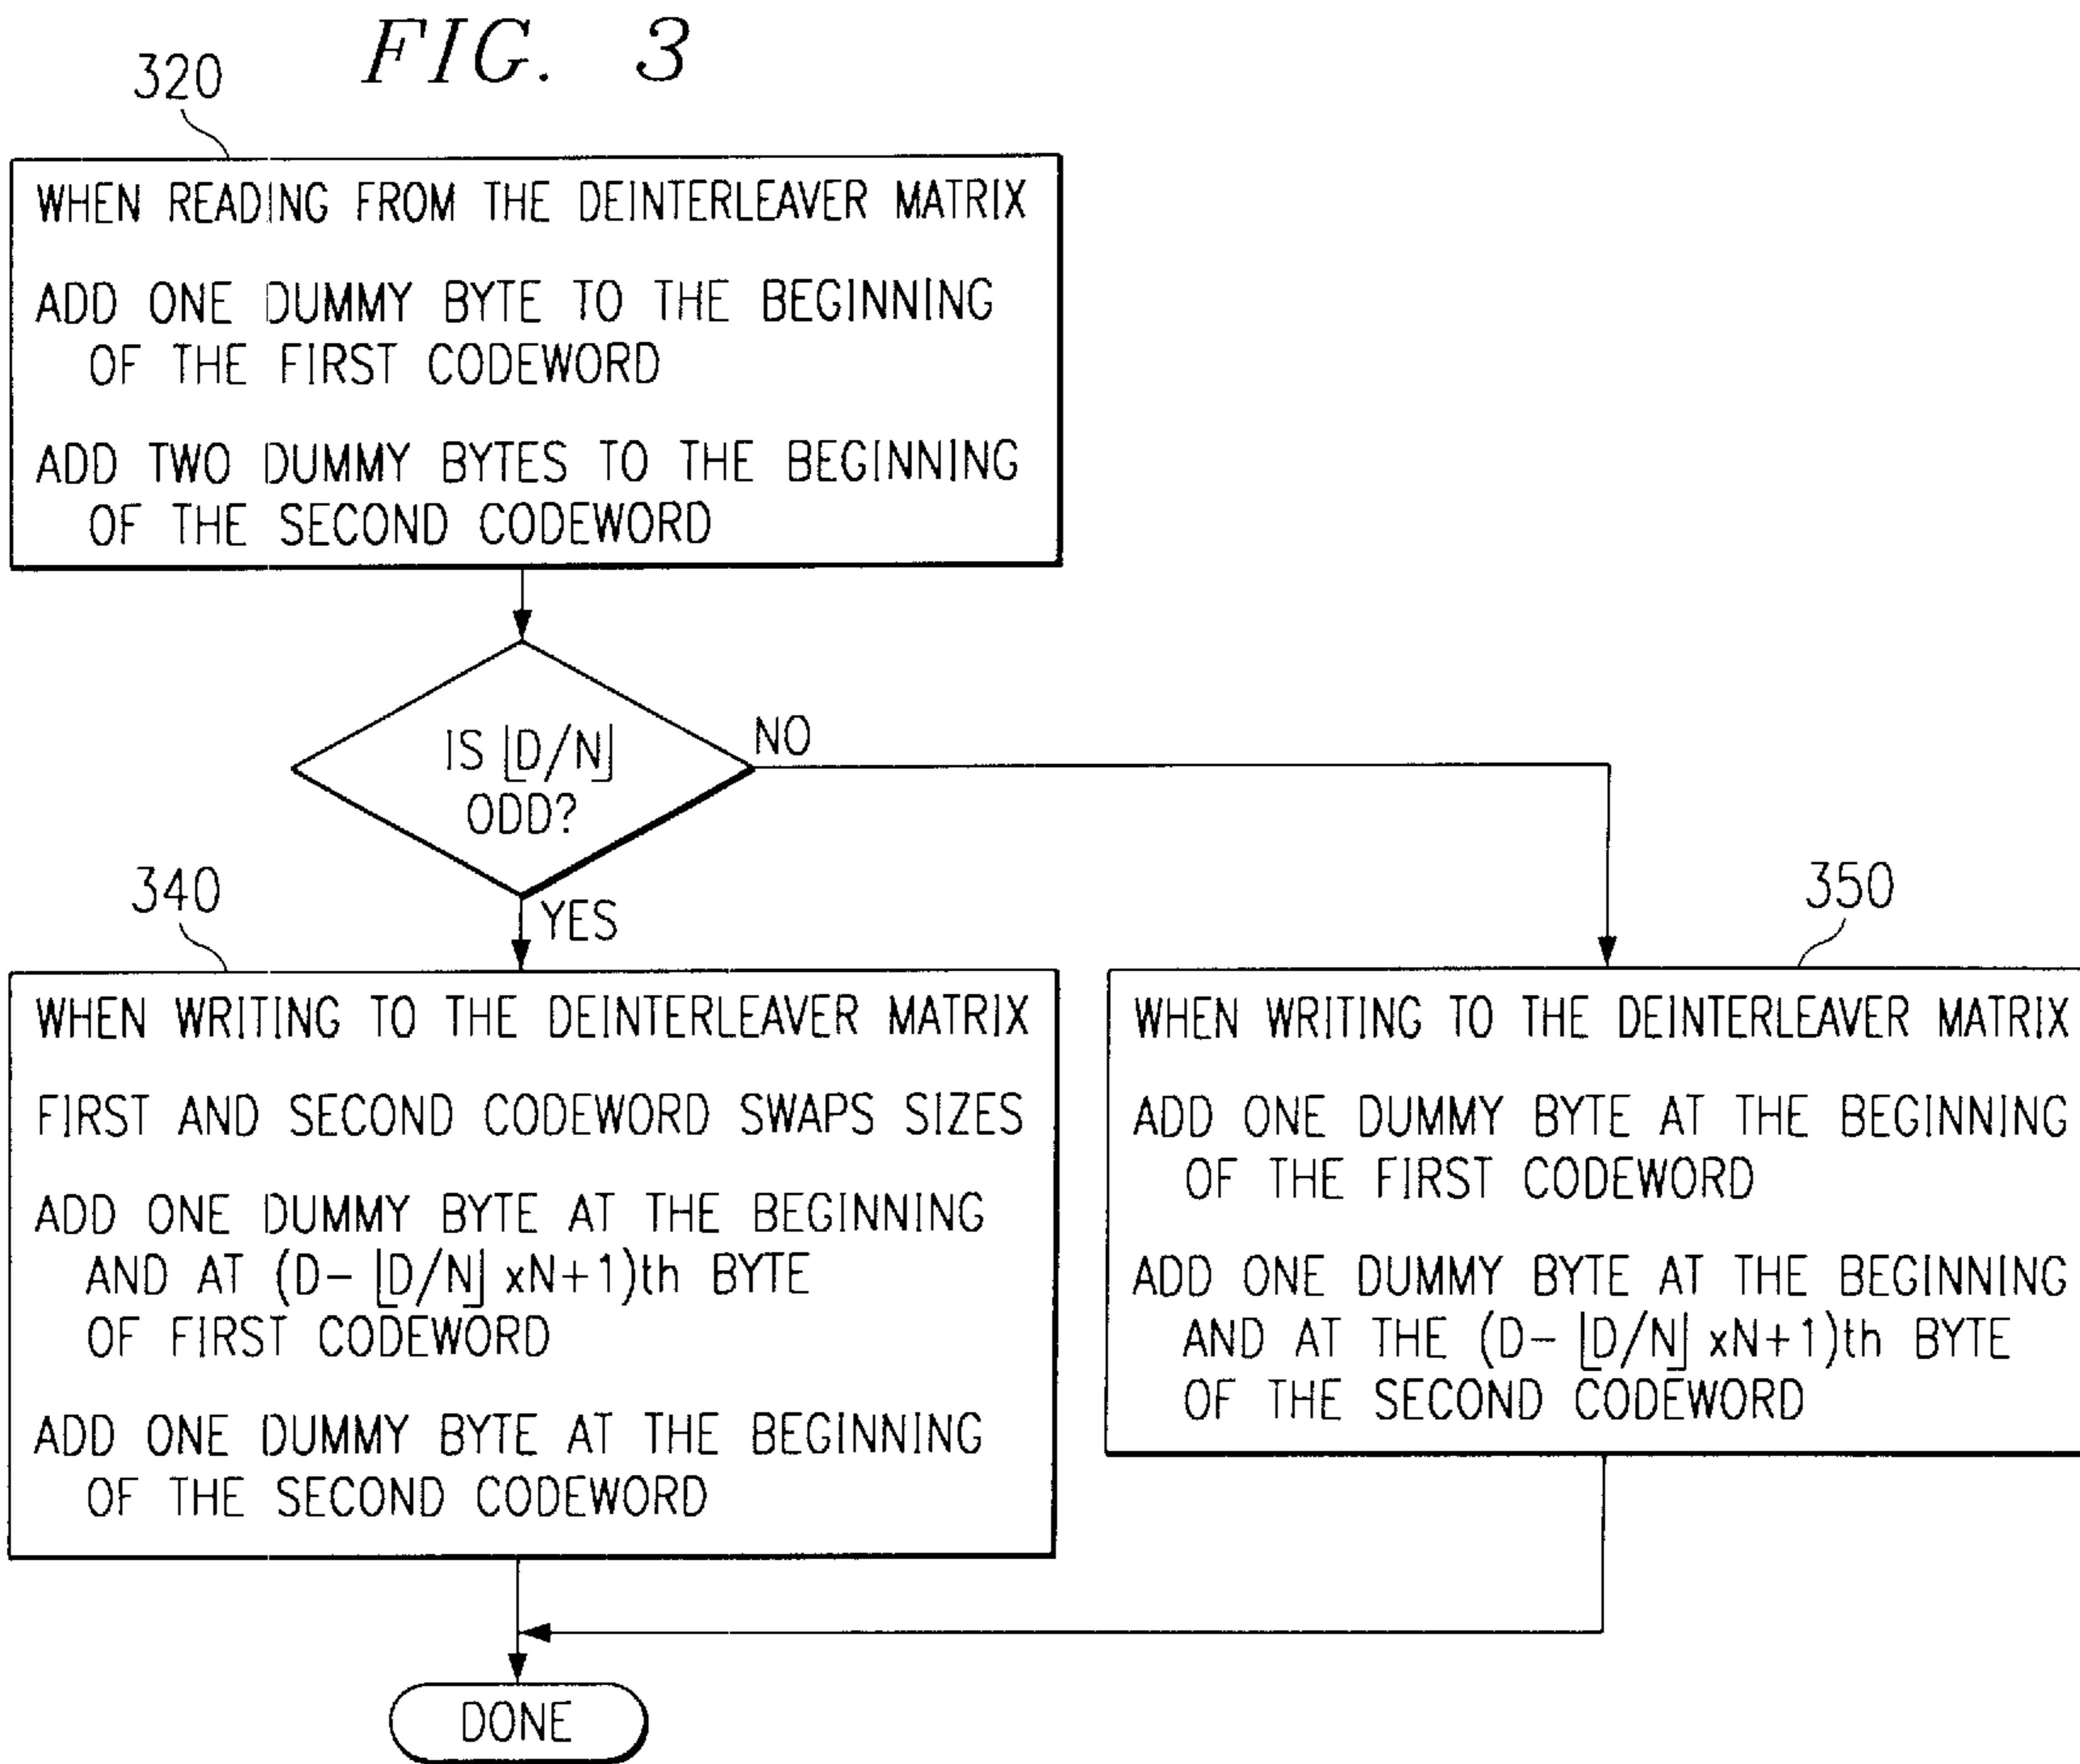 FIG. 3
320
WHEN READING FROM THE DEINTERLEAVER MATRIX
ADD ONE DUMMY BYTE TO THE BEGINNING
OF THE FIRST CODEWORD
ADD TWO DUMMY BYTES TO THE BEGINNING
OF THE SECOND CODEWORD
IS ⌊D/N⌋
ODD?
NO
YES
340
WHEN WRITING TO THE DEINTERLEAVER MATRIX
FIRST AND SECOND CODEWORD SWAPS SIZES
ADD ONE DUMMY BYTE AT THE BEGINNING
AND AT (D- ⌊D/N⌋ xN+1)th BYTE
OF FIRST CODEWORD
ADD ONE DUMMY BYTE AT THE BEGINNING
OF THE SECOND CODEWORD
350
WHEN WRITING TO THE DEINTERLEAVER MATRIX
ADD ONE DUMMY BYTE AT THE BEGINNING
OF THE FIRST CODEWORD
ADD ONE DUMMY BYTE AT THE BEGINNING
AND AT THE (D- ⌊D/N⌋ xN+1)th BYTE
OF THE SECOND CODEWORD
DONE